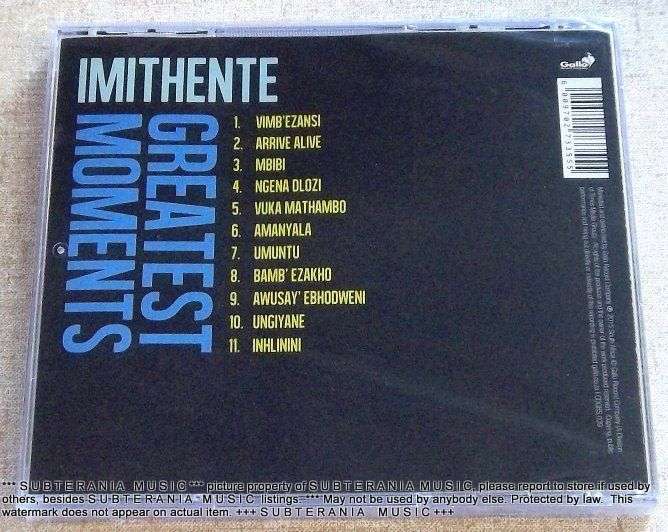 IMITHENTE
GREATEST
MOMENTS
1. VIMB'EZANSI
2. ARRIVE ALIVE
3. MBIBI
4. NGENA DLOZI
5. VUKA MATHAMBO
6. AMANYALA
7. UMUNTU
8. BAMB' EZAKHO
9. AWUSAY' EBHODWENI
10. UNGIYANE
11. INHLININI
Gallo
*** SUBTERANIA MUSIC *** picture property of SUBTERANIA MUSIC, please report to store if used by
others, besides SUBTERANIA MUSIC listings. *** May not be used by anybody else. Protected by law. This
watermark does not appear on actual item. +++ SUBTERANIA MUSIC +++